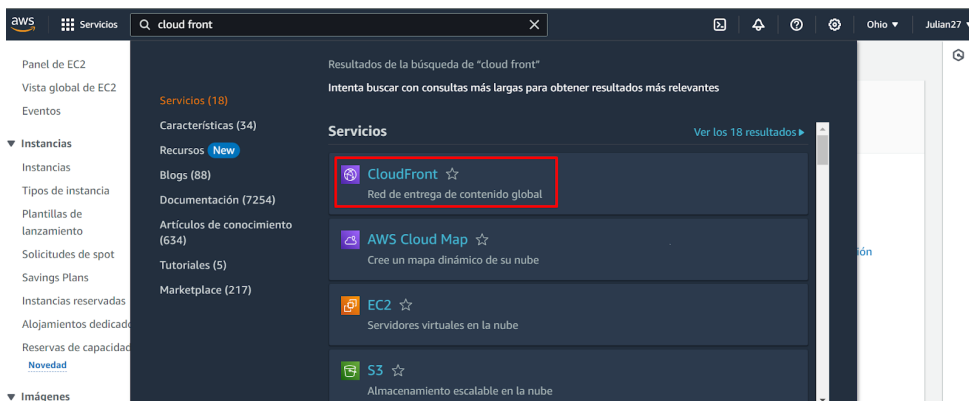 aws
Servicios
cloud front
Ohio
Julian27
Panel de EC2
Vista global de EC2
Eventos
Instancias
Instancias
Tipos de instancia
Plantillas de
lanzamiento
Solicitudes de spot
Savings Plans
Instancias reservadas
Alojamientos dedicado
Reservas de capacidad
Novedad
Imágenes
Servicios (18)
Características (34)
Recursos New
Blogs (88)
Documentación (7254)
Artículos de conocimiento
(634)
Tutoriales (5)
Marketplace (217)
Resultados de la búsqueda de "cloud front"
Intenta buscar con consultas más largas para obtener resultados más relevantes
Servicios
Ver los 18 resultados
CloudFront
Red de entrega de contenido global
AWS Cloud Map
Cree un mapa dinámico de su nube
EC2
Servidores virtuales en la nube
S3
Almacenamiento escalable en la nube
ión